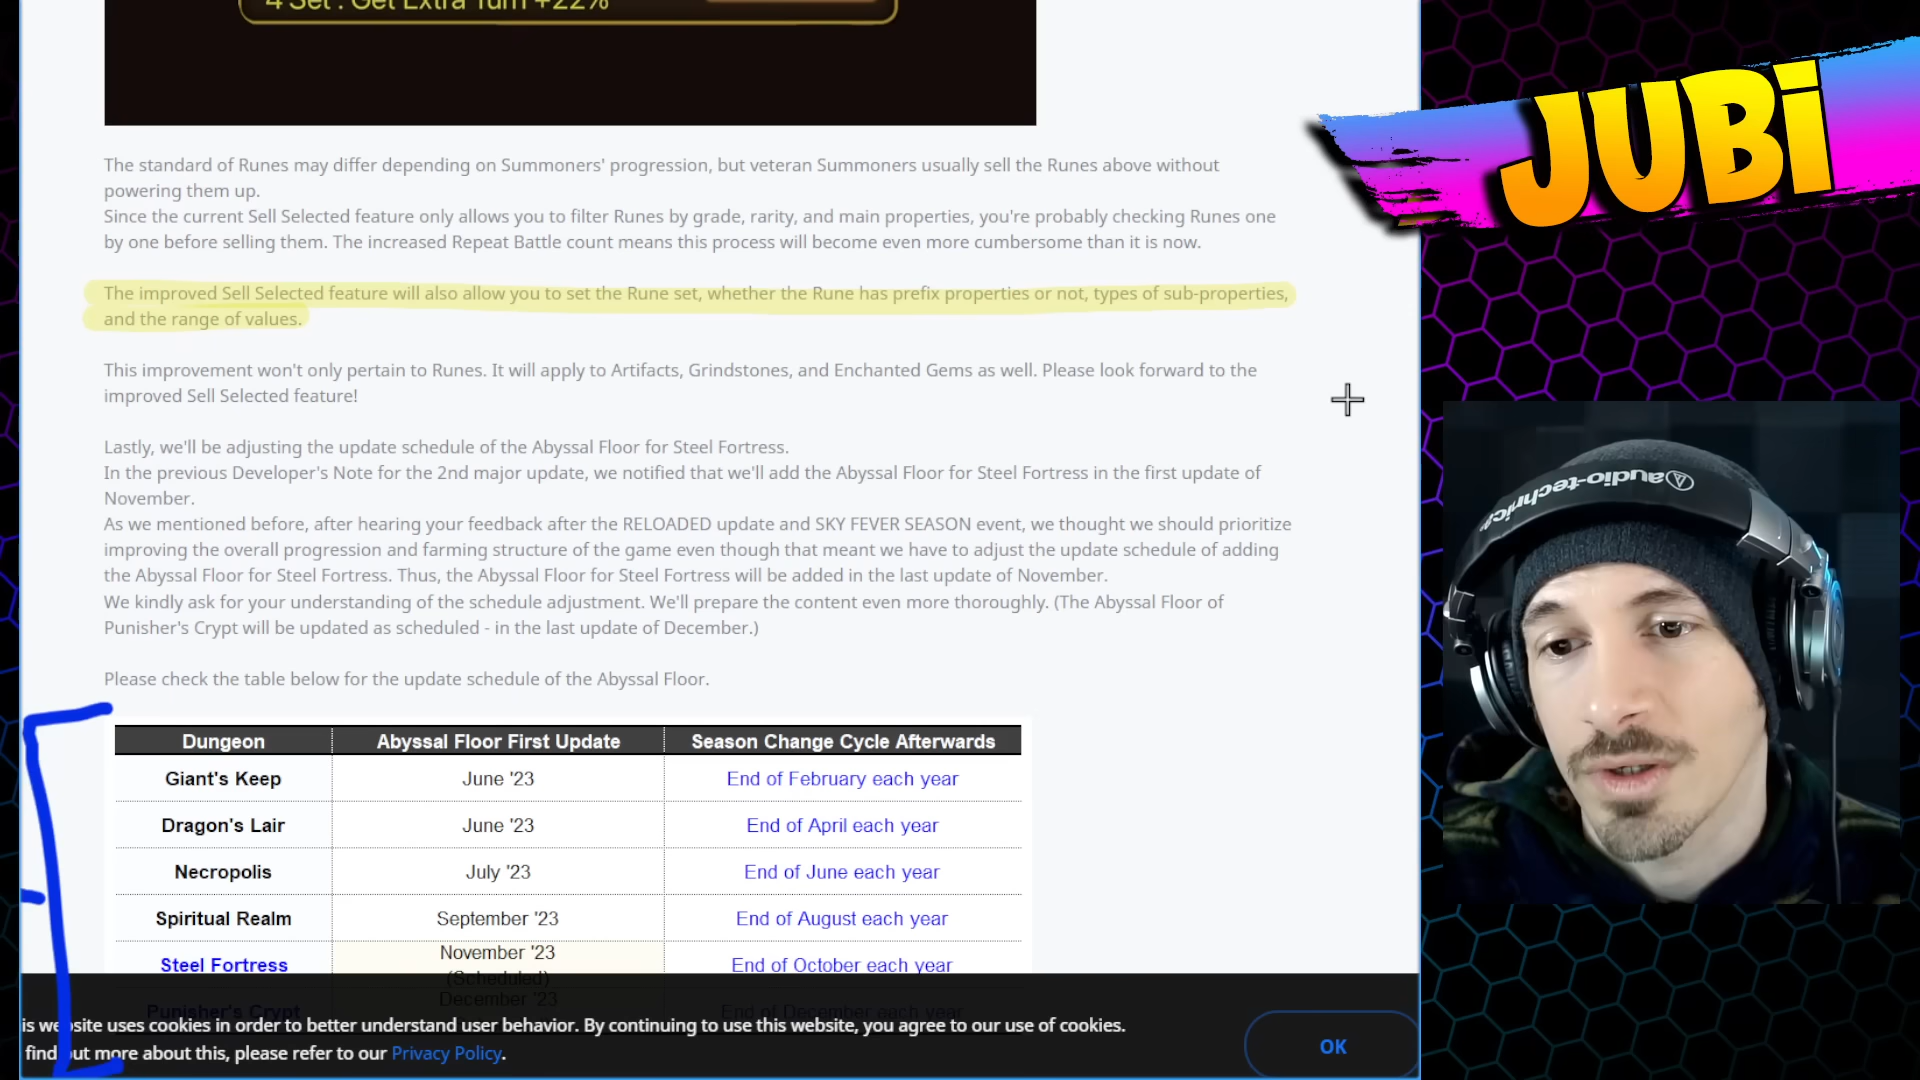 4 Set : Get Extra Turn +22%
JUBi
The standard of Runes may differ depending on Summoners' progression, but veteran Summoners usually sell the Runes above without
powering them up.
Since the current Sell Selected feature only allows you to filter Runes by grade, rarity, and main properties, you're probably checking Runes one
by one before selling them. The increased Repeat Battle count means this process will become even more cumbersome than it is now.
The improved Sell Selected feature will also allow you to set the Rune set, whether the Rune has prefix properties or not, types of sub-properties,
and the range of values.
This improvement won't only pertain to Runes. It will apply to Artifacts, Grindstones, and Enchanted Gems as well. Please look forward to the
improved Sell Selected feature!
Lastly, we'll be adjusting the update schedule of the Abyssal Floor for Steel Fortress.
In the previous Developer's Note for the 2nd major update, we notified that we'll add the Abyssal Floor for Steel Fortress in the first update of
November.
As we mentioned before, after hearing your feedback after the RELOADED update and SKY FEVER SEASON event, we thought we should prioritize
improving the overall progression and farming structure of the game even though that meant we have to adjust the update schedule of adding
the Abyssal Floor for Steel Fortress. Thus, the Abyssal Floor for Steel Fortress will be added in the last update of November.
We kindly ask for your understanding of the schedule adjustment. We'll prepare the content even more thoroughly. (The Abyssal Floor of
Punisher's Crypt will be updated as scheduled - in the last update of December.)
Please check the table below for the update schedule of the Abyssal Floor.
Dungeon Abyssal Floor First Update Season Change Cycle Afterwards
Giant's Keep June '23 End of February each year
Dragon's Lair June '23 End of April each year
Necropolis July '23 End of June each year
Spiritual Realm September '23 End of August each year
Steel Fortress November '23 (Scheduled) End of October each year
Punisher's Crypt December '23 End of December each year
is website uses cookies in order to better understand user behavior. By continuing to use this website, you agree to our use of cookies.
find out more about this, please refer to our Privacy Policy.
OK
audio-technica